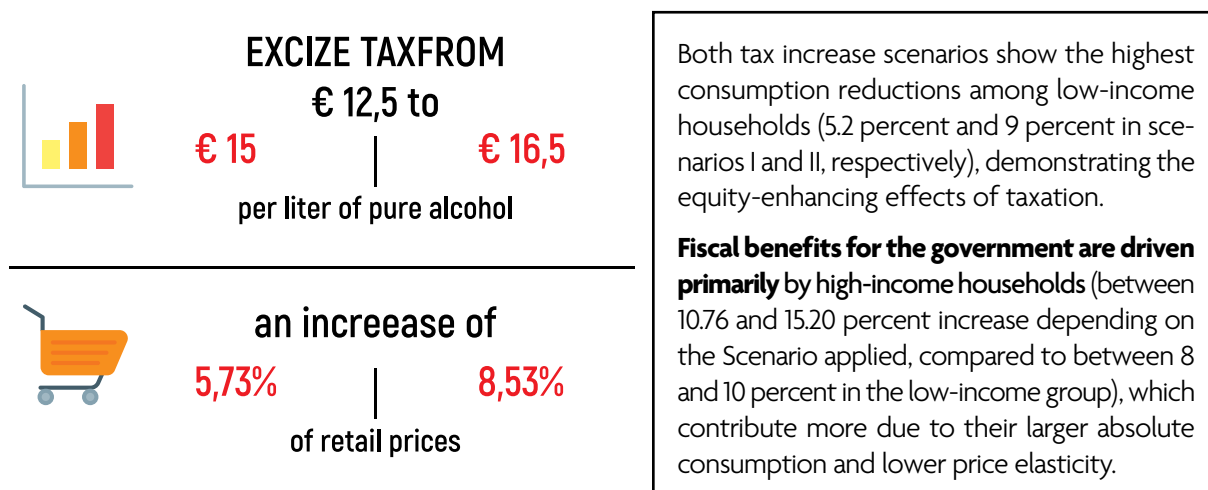 EXCIZE TAXFROM
€ 12,5 to
€ 15 € 16,5
per liter of pure alcohol
an increease of
5,73% 8,53%
of retail prices
Both tax increase scenarios show the highest
consumption reductions among low-income
households (5.2 percent and 9 percent in sce-
narios I and II, respectively), demonstrating the
equity-enhancing effects of taxation.
Fiscal benefits for the government are driven
primarily by high-income households (between
10.76 and 15.20 percent increase depending on
the Scenario applied, compared to between 8
and 10 percent in the low-income group), which
contribute more due to their larger absolute
consumption and lower price elasticity.